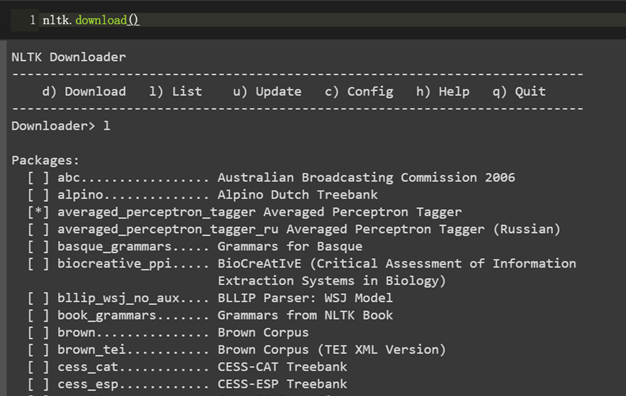 1 nltk.download()
NLTK Downloader
---------------------------------------------------------------------------
d) Download   l) List    u) Update   c) Config   h) Help   q) Quit
---------------------------------------------------------------------------
Downloader> l
Packages:
[ ] abc................. Australian Broadcasting Commission 2006
[ ] alpino.............. Alpino Dutch Treebank
[*] averaged_perceptron_tagger Averaged Perceptron Tagger
[ ] averaged_perceptron_tagger_ru Averaged Perceptron Tagger (Russian)
[ ] basque_grammars..... Grammars for Basque
[ ] biocreative_ppi..... BioCreAtIvE (Critical Assessment of Information
Extraction Systems in Biology)
[ ] bllip_wsj_no_aux.... BLLIP Parser: WSJ Model
[ ] book_grammars....... Grammars from NLTK Book
[ ] brown............... Brown Corpus
[ ] brown_tei........... Brown Corpus (TEI XML Version)
[ ] cess_cat............ CESS-CAT Treebank
[ ] cess_esp............ CESS-ESP Treebank